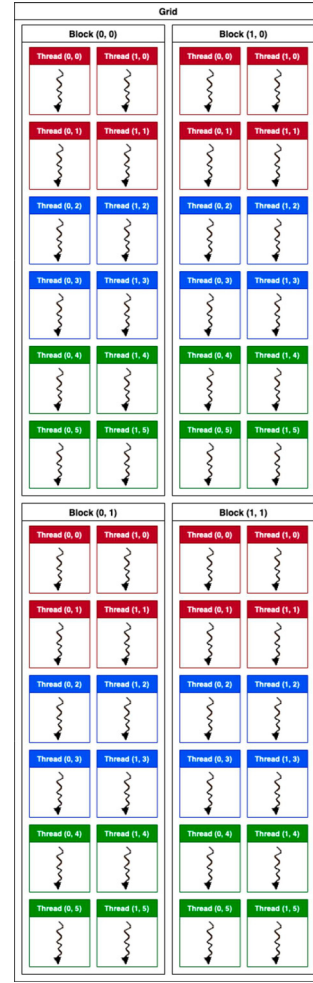 Grid
Block (0, 0) Block (1, 0)
Thread (0, 0) Thread (1, 0) Thread (0, 0) Thread (1, 0)
Thread (0, 1) Thread (1, 1) Thread (0, 1) Thread (1, 1)
Thread (0, 2) Thread (1, 2) Thread (0, 2) Thread (1, 2)
Thread (0, 3) Thread (1, 3) Thread (0, 3) Thread (1, 3)
Thread (0, 4) Thread (1, 4) Thread (0, 4) Thread (1, 4)
Thread (0, 5) Thread (1, 5) Thread (0, 5) Thread (1, 5)
Block (0, 1) Block (1, 1)
Thread (0, 0) Thread (1, 0) Thread (0, 0) Thread (1, 0)
Thread (0, 1) Thread (1, 1) Thread (0, 1) Thread (1, 1)
Thread (0, 2) Thread (1, 2) Thread (0, 2) Thread (1, 2)
Thread (0, 3) Thread (1, 3) Thread (0, 3) Thread (1, 3)
Thread (0, 4) Thread (1, 4) Thread (0, 4) Thread (1, 4)
Thread (0, 5) Thread (1, 5) Thread (0, 5) Thread (1, 5)